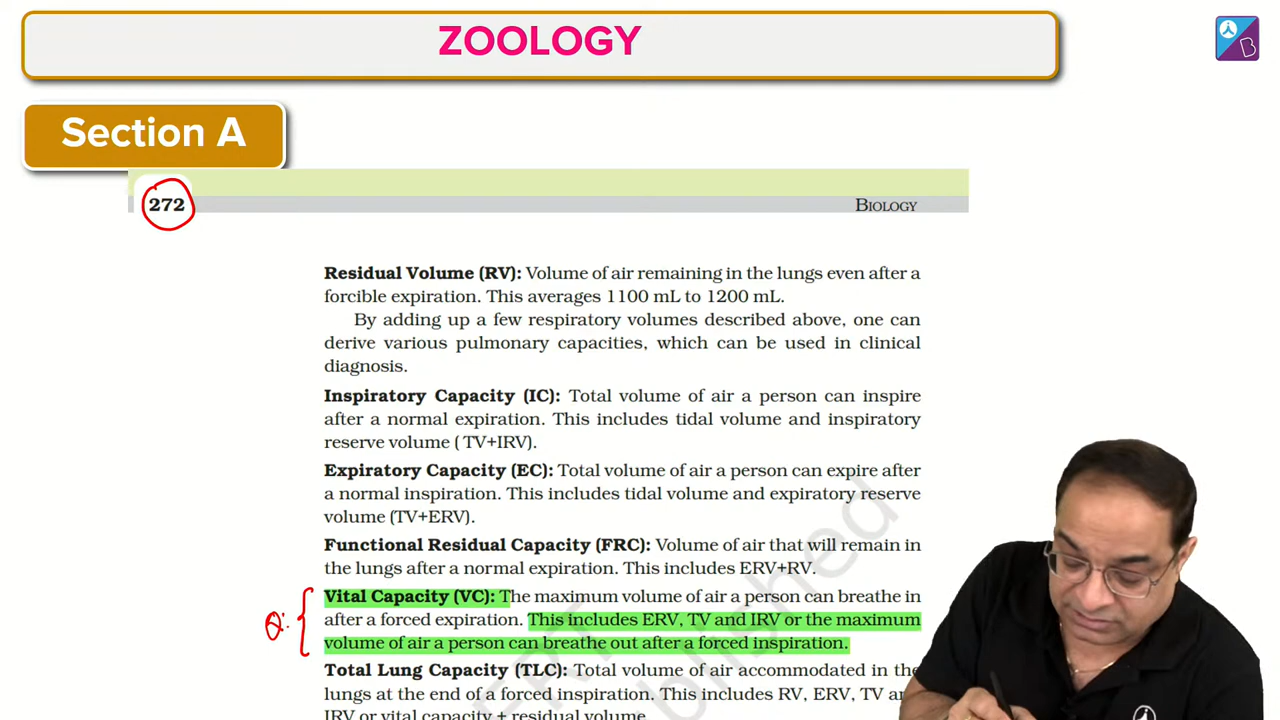 ZOOLOGY
Section A
272
BIOLOGY
Residual Volume (RV): Volume of air remaining in the lungs even after a
forcible expiration. This averages 1100 mL to 1200 mL.
By adding up a few respiratory volumes described above, one can
derive various pulmonary capacities, which can be used in clinical
diagnosis.
Inspiratory Capacity (IC): Total volume of air a person can inspire
after a normal expiration. This includes tidal volume and inspiratory
reserve volume ( TV+IRV).
Expiratory Capacity (EC): Total volume of air a person can expire after
a normal inspiration. This includes tidal volume and expiratory reserve
volume (TV+ERV).
Functional Residual Capacity (FRC): Volume of air that will remain in
the lungs after a normal expiration. This includes ERV+RV.
Vital Capacity (VC): The maximum volume of air a person can breathe in
Q:
after a forced expiration. This includes ERV, TV and IRV or the maximum
volume of air a person can breathe out after a forced inspiration.
Total Lung Capacity (TLC): Total volume of air accommodated in the
lungs at the end of a forced inspiration. This includes RV, ERV, TV
IRV or vital capacity + residual volume.
B